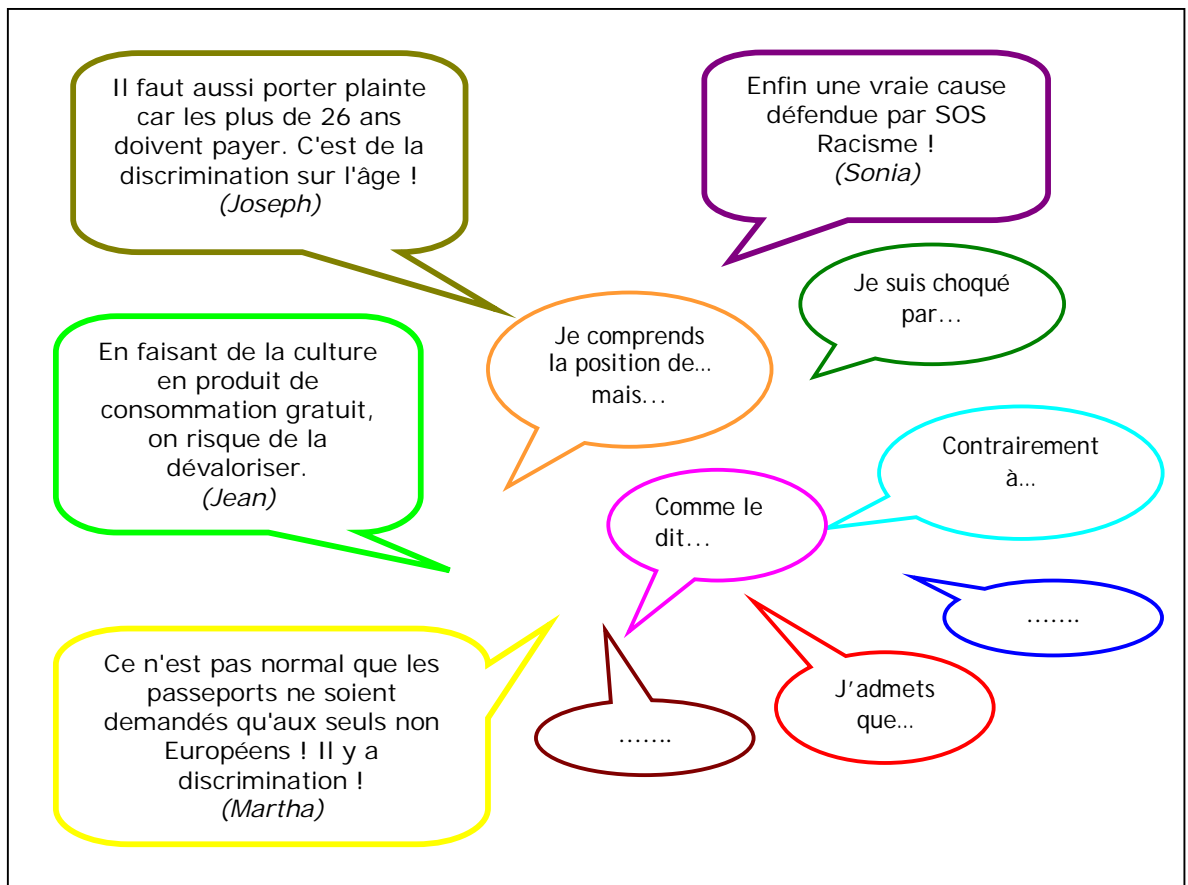 Il faut aussi porter plainte
car les plus de 26 ans
doivent payer. C'est de la
discrimination sur l'âge !
(Joseph)
Enfin une vraie cause
défendue par SOS
Racisme !
(Sonia)
Je suis choqué
par…
Je comprends
la position de…
mais…
En faisant de la culture
en produit de
consommation gratuit,
on risque de la
dévaloriser.
(Jean)
Contrairement
à…
Comme le
dit…
…….
Ce n'est pas normal que les
passeports ne soient
demandés qu'aux seuls non
Européens ! Il y a
discrimination !
(Martha)
J'admets
que…
…….